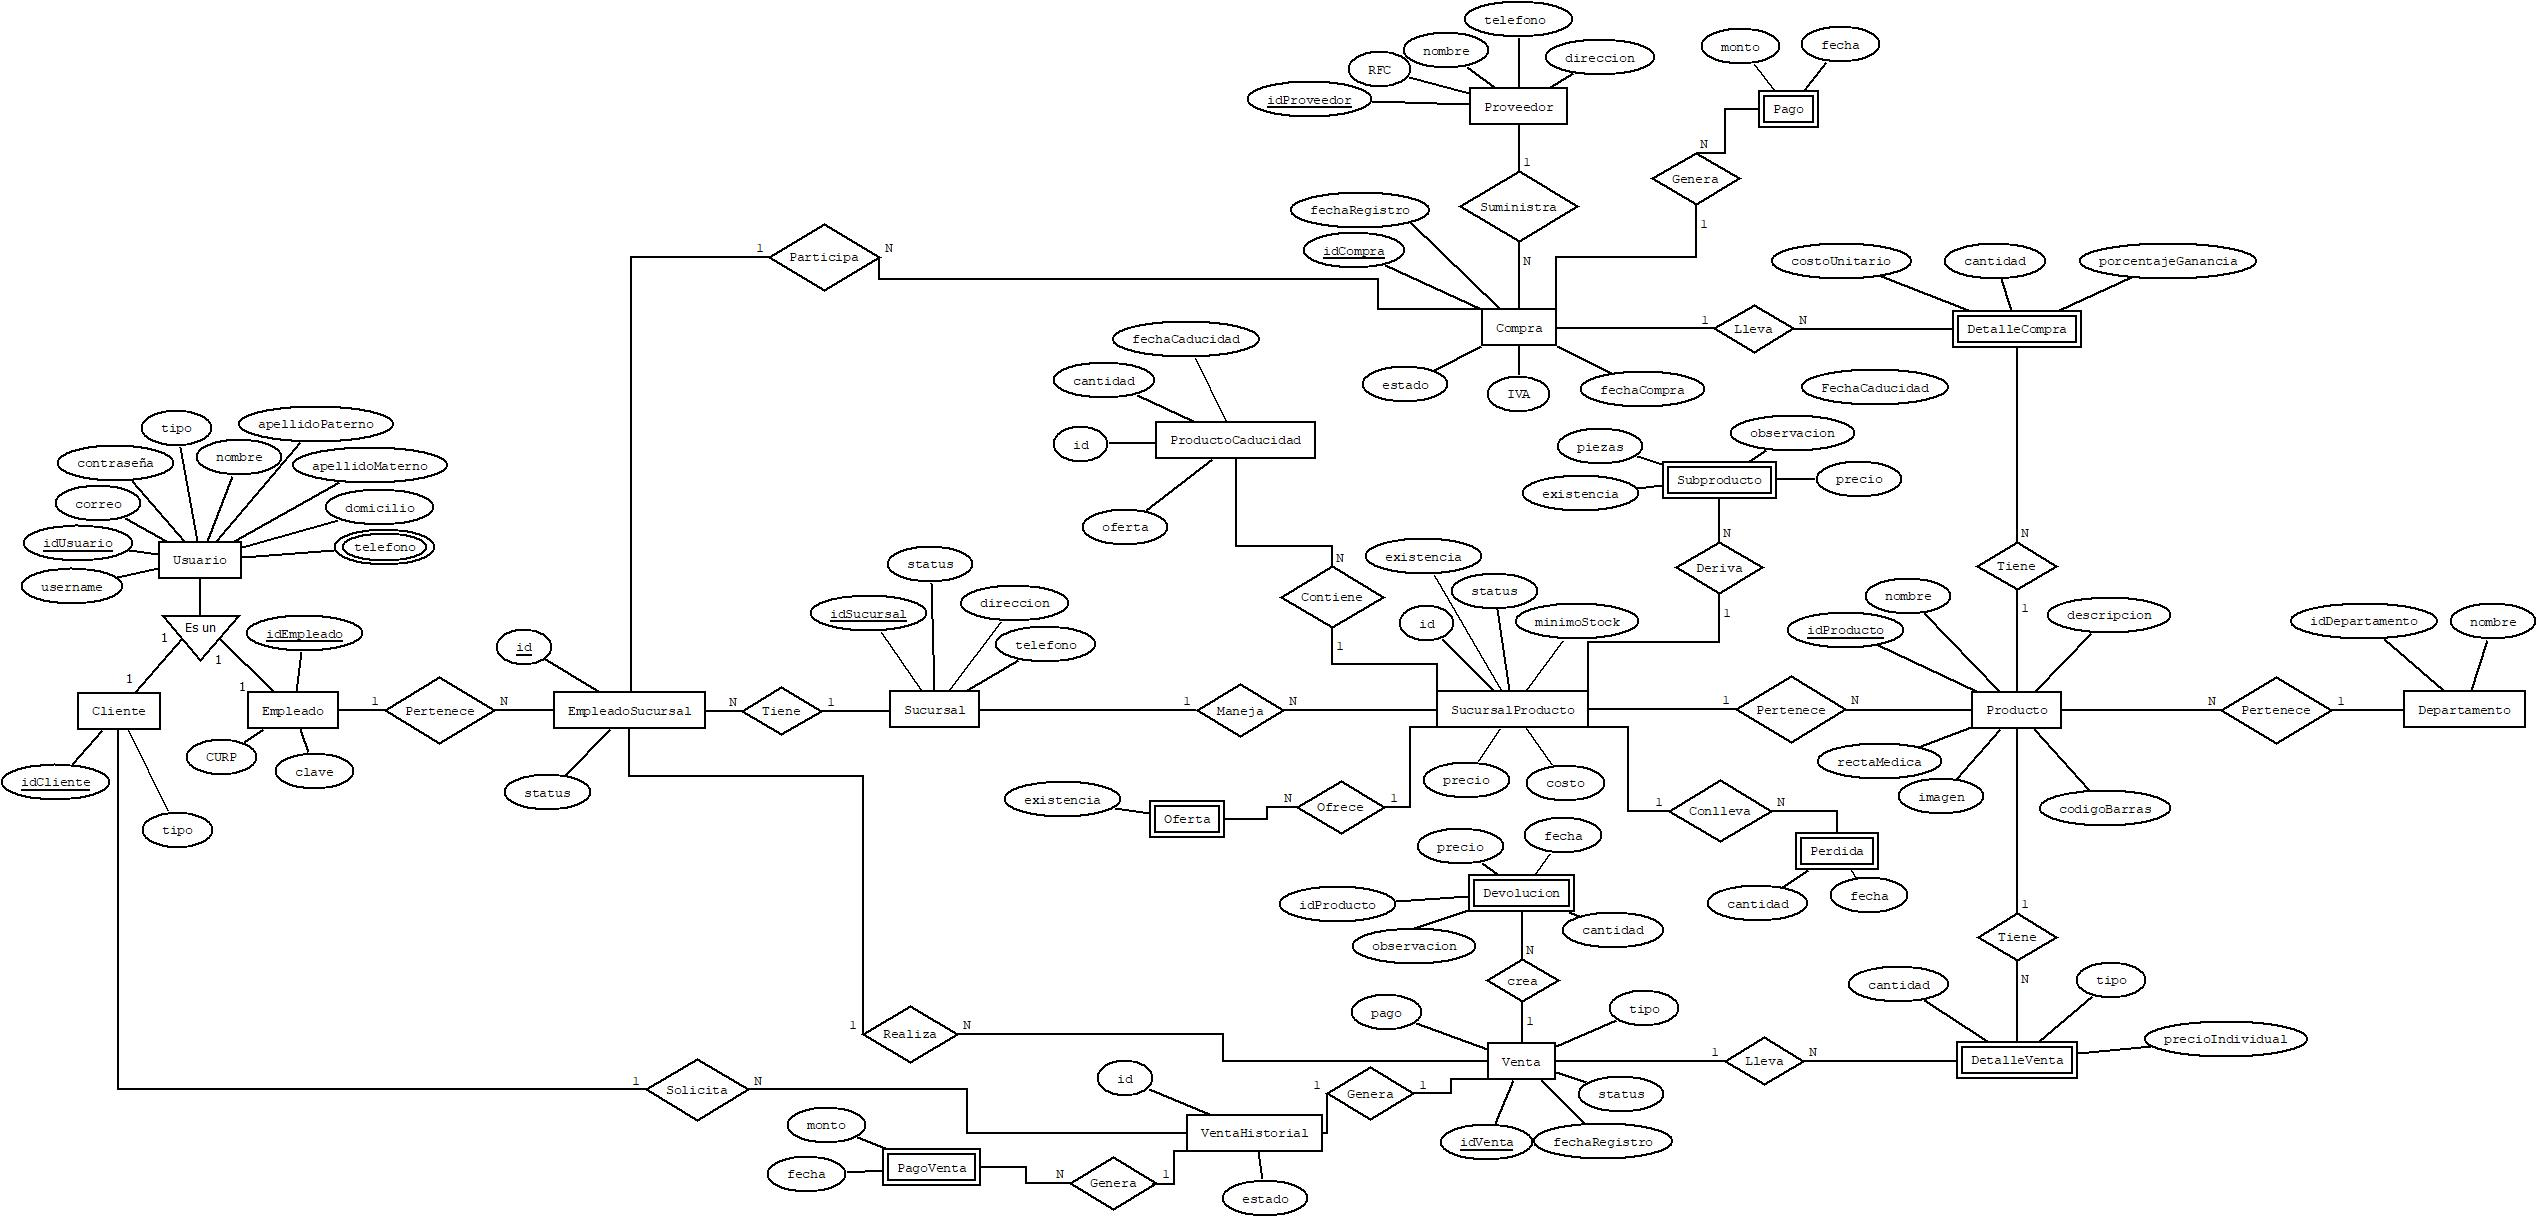 telefono
monto
fecha
nombre
direccion
RFC
idProveedor
Proveedor
Pago
N
1
Genera
fechaRegistro
Suministra
1
idCompra
1
Participa
N
N
costoUnitario
cantidad
porcentajeGanancia
fechaCaducidad
Compra
1
Lleva
N
DetalleCompra
cantidad
estado
IVA
fechaCompra
FechaCaducidad
tipo
apellidoPaterno
ProductoCaducidad
id
piezas
observacion
contraseña
nombre
apellidoMaterno
Subproducto
precio
existencia
correo
domicilio
oferta
idUsuario
telefono
Usuario
username
status
existencia
N
N
N
Contiene
Deriva
Tiene
status
idSucursal
direccion
id
minimoStock
1
1
nombre
descripcion
idProducto
1
idDepartamento
nombre
Es un
1
1
idEmpleado
id
telefono
1
1
1
Cliente
Empleado
1
Pertenece
N
EmpleadoSucursal
N
Tiene
1
Sucursal
1
Maneja
N
SucursalProducto
1
Pertenece
N
Producto
N
Pertenece
1
Departamento
CURP
clave
idCliente
status
precio
costo
rectaMedica
imagen
codigoBarras
tipo
existencia
Oferta
N
Ofrece
1
1
Conlleva
N
Perdida
cantidad
fecha
precio
fecha
Devolucion
idProducto
observacion
cantidad
N
crea
1
1
Tiene
N
cantidad
tipo
precioIndividual
pago
tipo
1
Realiza
N
Venta
1
Lleva
N
DetalleVenta
1
Solicita
N
id
1
Genera
1
status
idVenta
fechaRegistro
monto
VentaHistorial
fecha
PagoVenta
N
Genera
1
estado